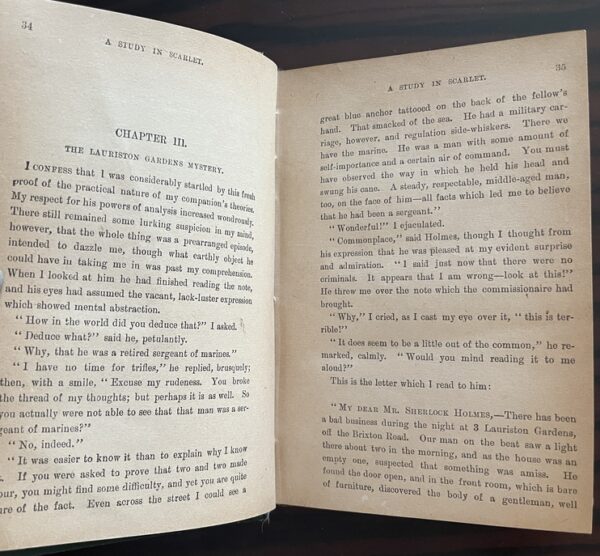 34
A STUDY IN SCARLET.
CHAPTER III.
THE LAURISTON GARDENS MYSTERY.
I CONFESS that I was considerably startled by this fresh
proof of the practical nature of my companion's theories.
My respect for his powers of analysis increased wondrously.
There still remained some lurking suspicion in my mind,
however, that the whole thing was a prearranged episode,
intended to dazzle me, though what earthly object he
could have in taking me in was past my comprehension.
When I looked at him he had finished reading the note,
and his eyes had assumed the vacant, lack-luster expression
which showed mental abstraction.
"How in the world did you deduce that?" I asked.
"Deduce what?" said he, petulantly.
"Why, that he was a retired sergeant of marines."
"I have no time for trifles," he replied, brusquely;
then, with a smile, "Excuse my rudeness. You broke
the thread of my thoughts; but perhaps it is as well. So
you actually were not able to see that that man was a ser-
geant of marines?"
"No, indeed."
"It was easier to know it than to explain why I know
If you were asked to prove that two and two made
our, you might find some difficulty, and yet you are quite
re of the fact. Even across the street I could see a
A STUDY IN SCARLET.
35
great blue anchor tattooed on the back of the fellow's
hand. That smacked of the sea. He had a military car-
riage, however, and regulation side-whiskers. There we
have the marine. He was a man with some amount of
self-importance and a certain air of command. You must
have observed the way in which he held his head and
swung his cane. A steady, respectable, middle-aged man,
too, on the face of him—all facts which led me to believe
that he had been a sergeant."
"Wonderful!" I ejaculated.
"Commonplace," said Holmes, though I thought from
his expression that he was pleased at my evident surprise
and admiration. "I said just now that there were no
criminals. It appears that I am wrong—look at this!"
He threw me over the note which the commissionaire had
brought.
"Why," I cried, as I cast my eye over it, "this is ter-
rible!"
"It does seem to be a little out of the common," he re-
marked, calmly. "Would you mind reading it to me
aloud?"
This is the letter which I read to him:
"MY DEAR MR. SHERLOCK HOLMES,—There has been
a bad business during the night at 3 Lauriston Gardens,
off the Brixton Road. Our man on the beat saw a light
there about two in the morning, and as the house was an
empty one, suspected that something was amiss. He
found the door open, and in the front room, which is bare
of furniture, discovered the body of a gentleman, well